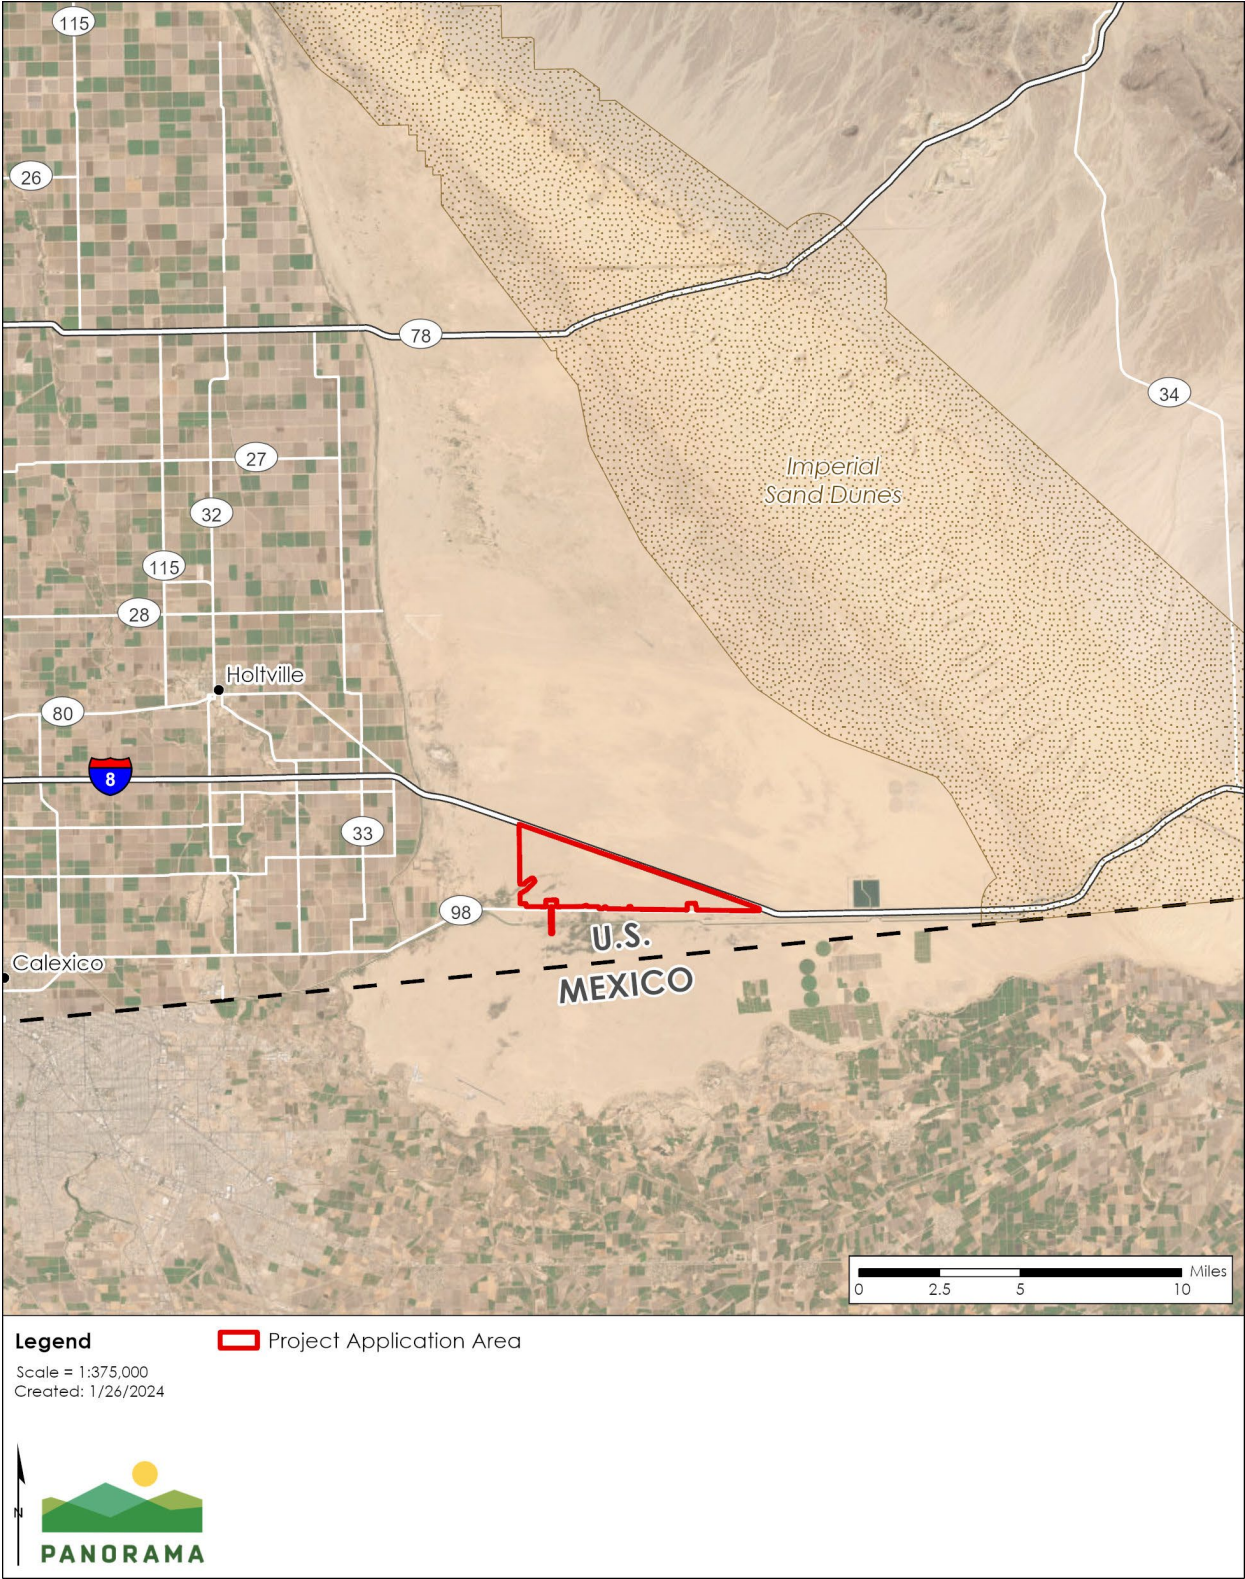 115
26
78
34
27
32
115
28
Imperial
Sand Dunes
Holtville
80
8
33
98
U.S.
MEXICO
Calexico
Miles
0 2.5 5 10
Legend
Project Application Area
Scale = 1:375,000
Created: 1/26/2024
N
PANORAMA